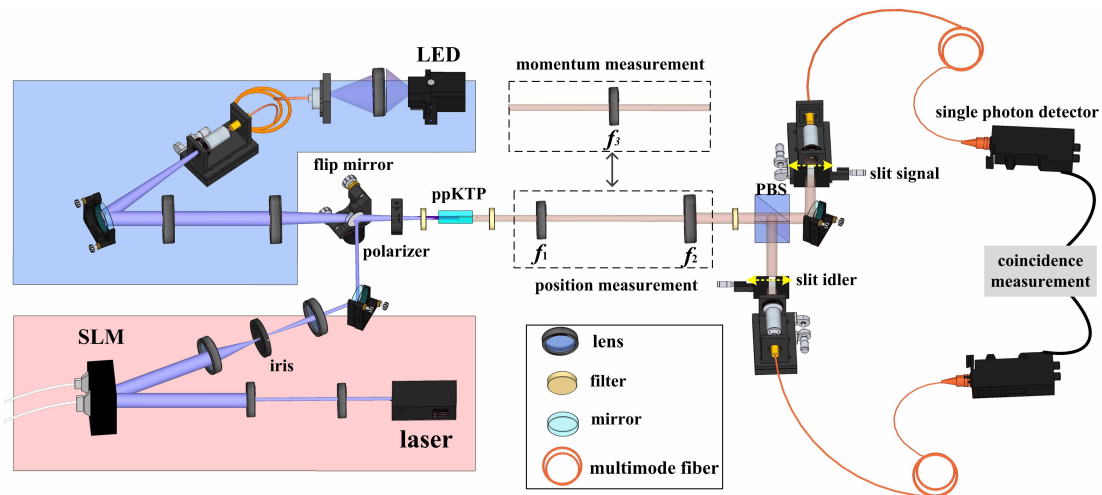 LED
momentum measurement
f3
single photon detector
flip mirror
ppKTP
PBS
slit signal
polarizer
f1
f2
position measurement
slit idler
coincidence
measurement
SLM
iris
laser
lens
filter
mirror
multimode fiber